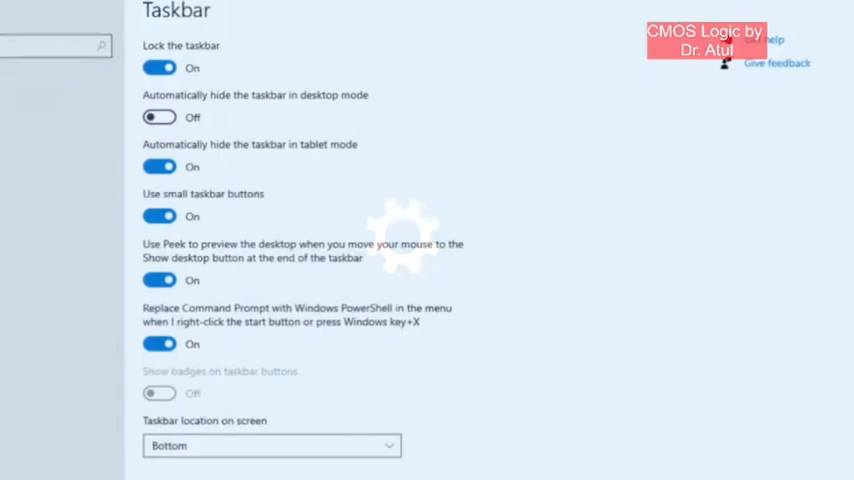 Taskbar
CMOS Logic by
Dr. Atul
help
Lock the taskbar
Give feedback
On
Automatically hide the taskbar in desktop mode
Off
Automatically hide the taskbar in tablet mode
On
Use small taskbar buttons
On
Use Peek to preview the desktop when you move your mouse to the
Show desktop button at the end of the taskbar
On
Replace Command Prompt with Windows PowerShell in the menu
when I right-click the start button or press Windows key+X
On
Show badges on taskbar buttons
Off
Taskbar location on screen
Bottom